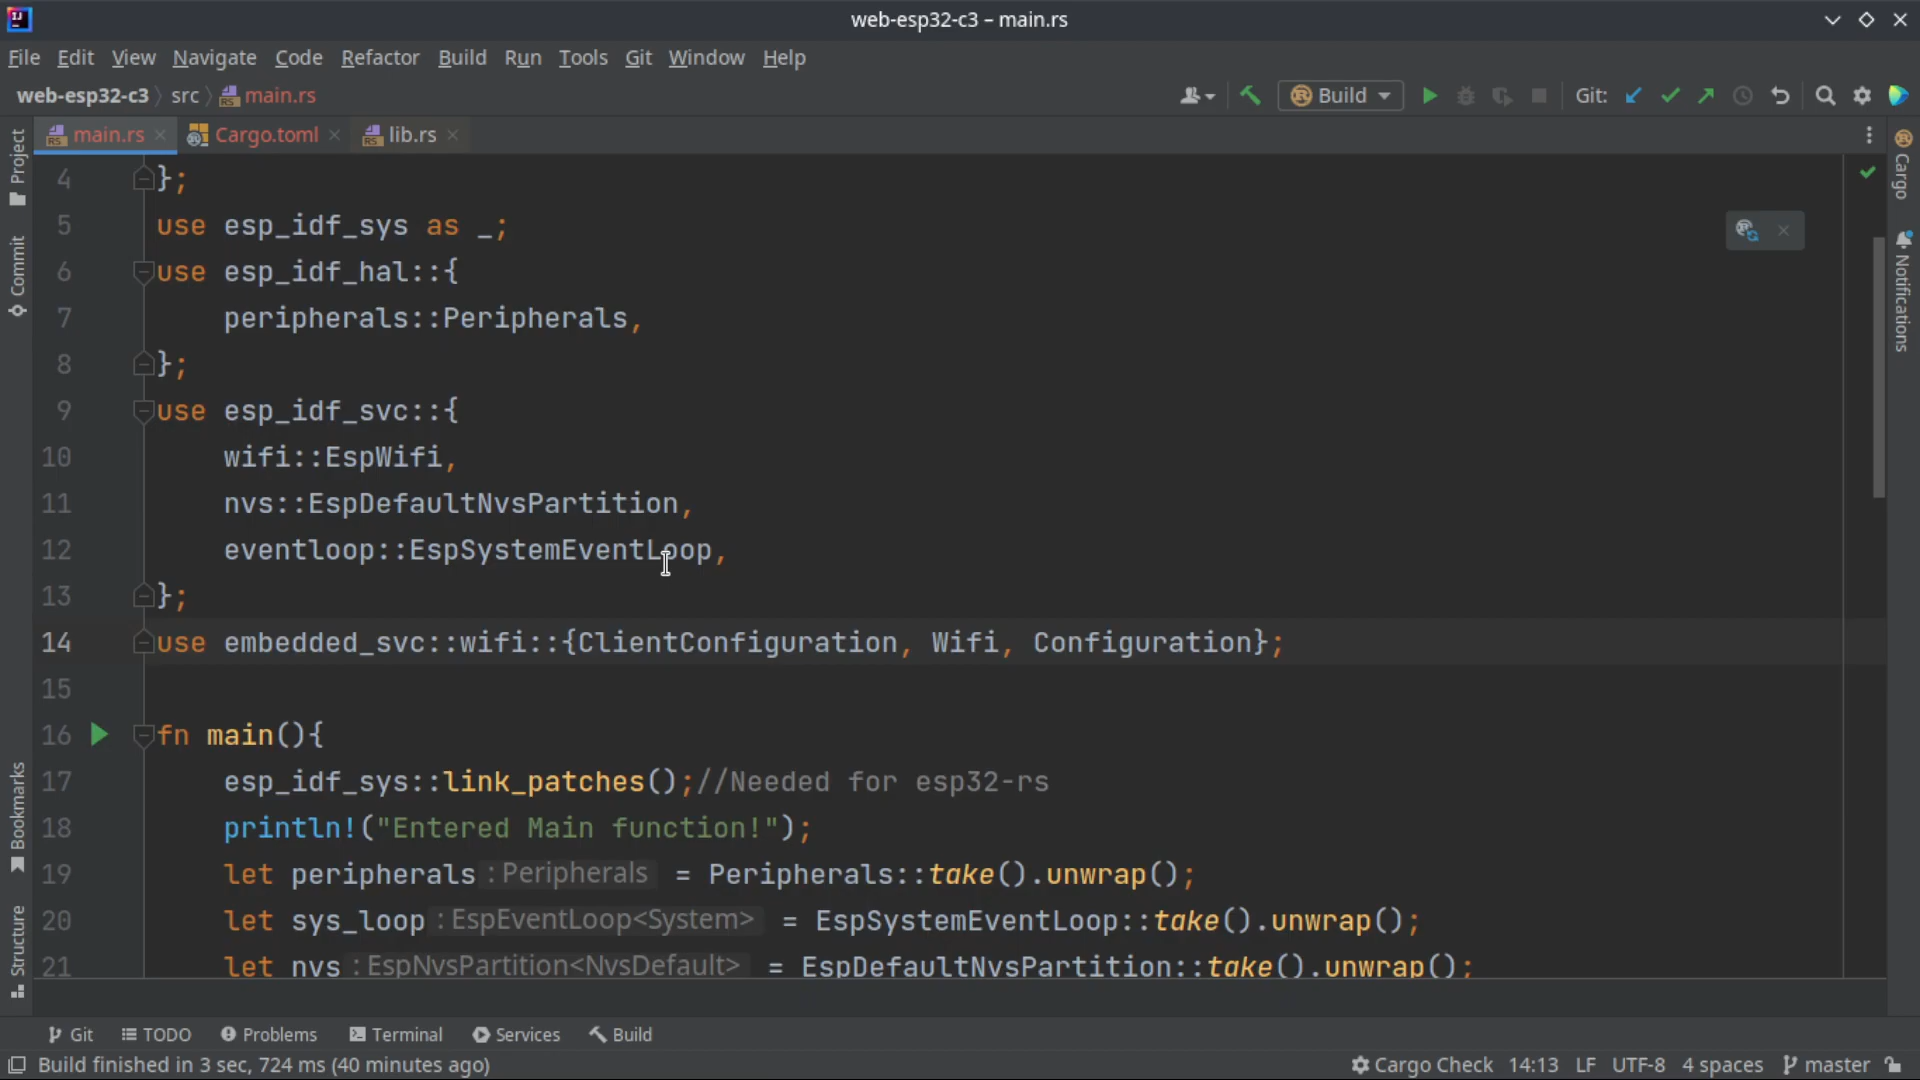 web-esp32-c3 – main.rs
File Edit View Navigate Code Refactor Build Run Tools Git Window Help
web-esp32-c3 〉 src 〉 main.rs
Build
Git:
main.rs
Cargo.toml
lib.rs
Project
Commit
Bookmarks
Structure
Cargo
Notifications
4 };
5 use esp_idf_sys as _;
6 use esp_idf_hal::{
7 peripherals::Peripherals,
8 };
9 use esp_idf_svc::{
10 wifi::EspWifi,
11 nvs::EspDefaultNvsPartition,
12 eventloop::EspSystemEventLoop,
13 };
14 use embedded_svc::wifi::{ClientConfiguration, Wifi, Configuration};
15
16 fn main(){
17 esp_idf_sys::link_patches();//Needed for esp32-rs
18 println!("Entered Main function!");
19 let peripherals : Peripherals = Peripherals::take().unwrap();
20 let sys_loop : EspEventLoop<System> = EspSystemEventLoop::take().unwrap();
21 let nvs : EspNvsPartition<NvsDefault> = EspDefaultNvsPartition::take().unwrap();
Git TODO Problems Terminal Services Build
Build finished in 3 sec, 724 ms (40 minutes ago)
Cargo Check 14:13 LF UTF-8 4 spaces master